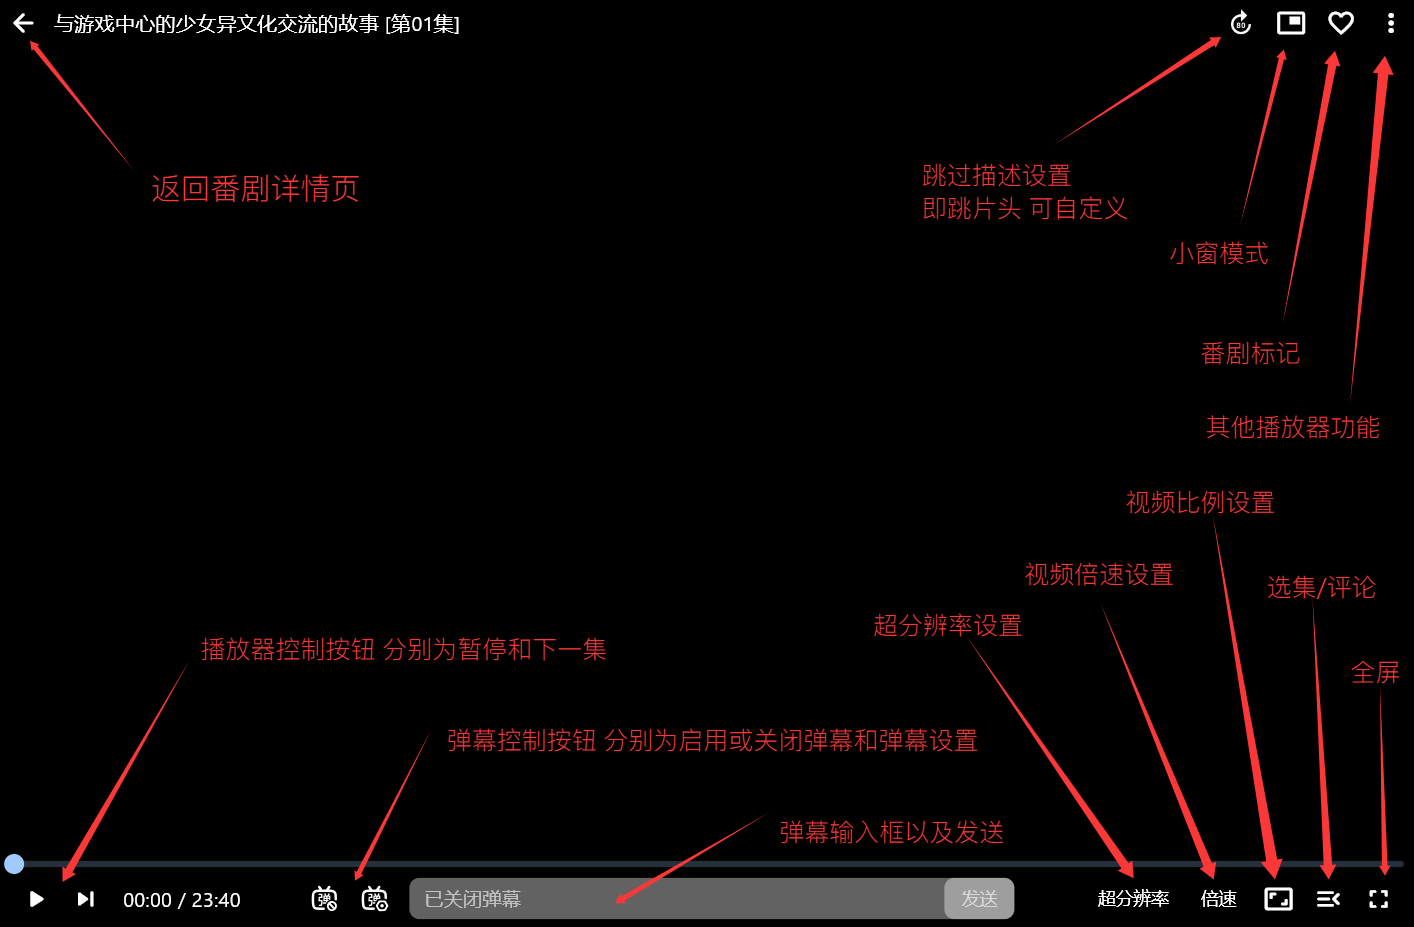 与游戏中心的少女异文化交流的故事 [第01集]
80
返回番剧详情页
跳过描述设置
即跳片头 可自定义
小窗模式
番剧标记
其他播放器功能
视频比例设置
视频倍速设置
选集/评论
超分辨率设置
播放器控制按钮 分别为暂停和下一集
全屏
弹幕控制按钮 分别为启用或关闭弹幕和弹幕设置
弹幕输入框以及发送
00:00 / 23:40
弹
弹
已关闭弹幕
发送
超分辨率
倍速